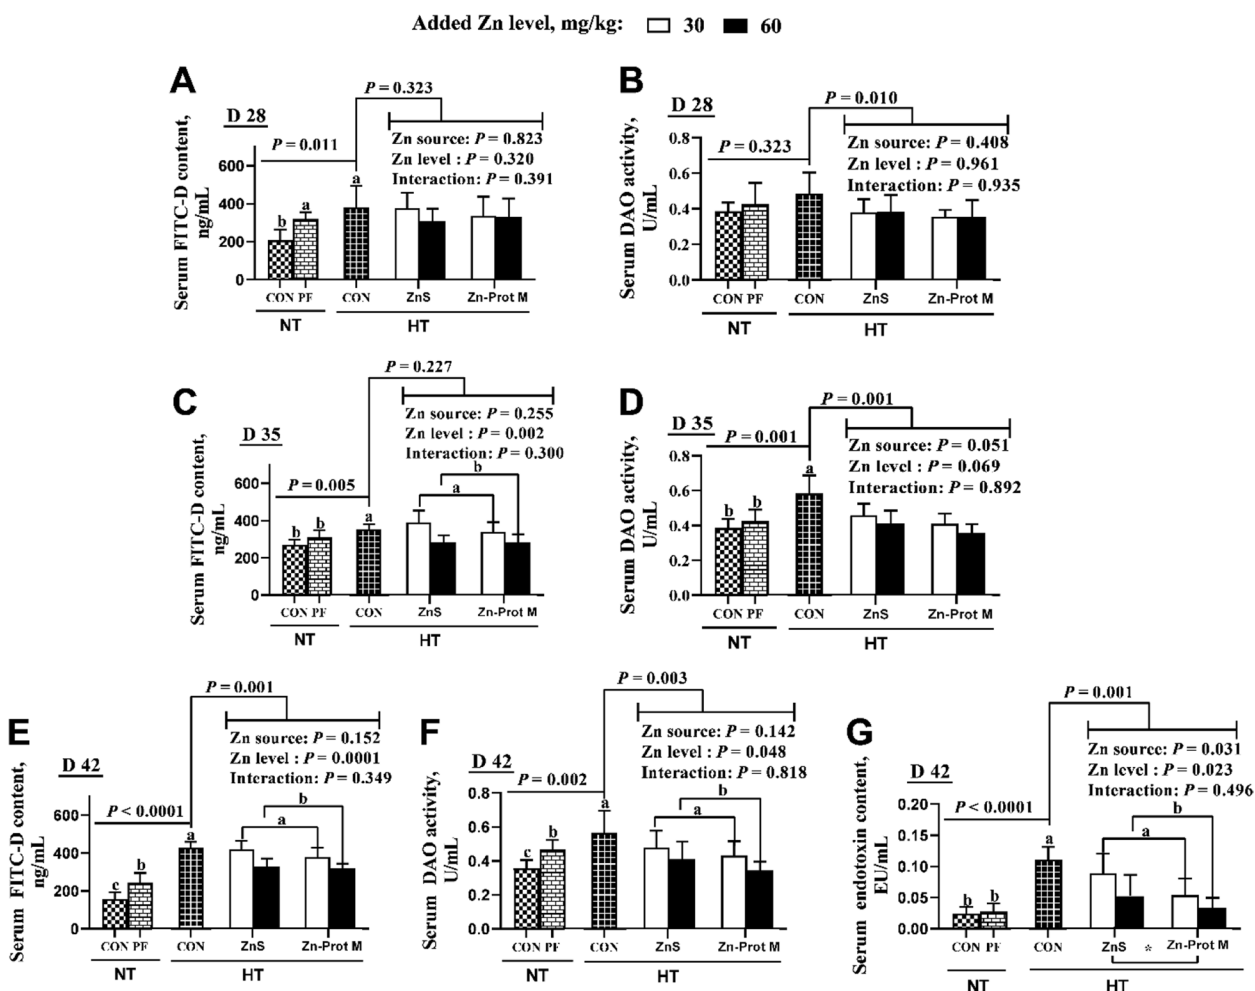 Added Zn level, mg/kg: 30 60
A
D 28
P = 0.323
P = 0.011
Zn source: P = 0.823
Zn level : P = 0.320
Interaction: P = 0.391
Serum FITC-D content,
ng/mL
600
400
200
0
b
a
a
CON PF
CON
ZnS
Zn-Prot M
NT
HT
B
D 28
P = 0.010
P = 0.323
Zn source: P = 0.408
Zn level : P = 0.961
Interaction: P = 0.935
Serum DAO activity,
U/mL
0.8
0.6
0.4
0.2
0.0
CON PF
CON
ZnS
Zn-Prot M
NT
HT
C
D 35
P = 0.227
P = 0.005
Zn source: P = 0.255
Zn level : P = 0.002
Interaction: P = 0.300
Serum FITC-D content,
ng/mL
600
400
200
0
b
b
a
a
b
CON PF
CON
ZnS
Zn-Prot M
NT
HT
D
D 35
P = 0.001
P = 0.001
Zn source: P = 0.051
Zn level : P = 0.069
Interaction: P = 0.892
Serum DAO activity,
U/mL
0.8
0.6
0.4
0.2
0.0
b
b
a
CON PF
CON
ZnS
Zn-Prot M
NT
HT
E
D 42
P = 0.001
P < 0.0001
Zn source: P = 0.152
Zn level : P = 0.0001
Interaction: P = 0.349
Serum FITC-D content,
ng/mL
600
400
200
0
c
b
a
a
b
CON PF
CON
ZnS
Zn-Prot M
NT
HT
F
D 42
P = 0.003
P = 0.002
Zn source: P = 0.142
Zn level : P = 0.048
Interaction: P = 0.818
Serum DAO activity,
U/mL
0.8
0.6
0.4
0.2
0.0
c
b
a
a
b
CON PF
CON
ZnS
Zn-Prot M
NT
HT
G
D 42
P = 0.001
P < 0.0001
Zn source: P = 0.031
Zn level : P = 0.023
Interaction: P = 0.496
Serum endotoxin content,
EU/mL
0.20
0.15
0.10
0.05
0.00
b
b
a
a
b
CON PF
CON
ZnS
*
Zn-Prot M
NT
HT